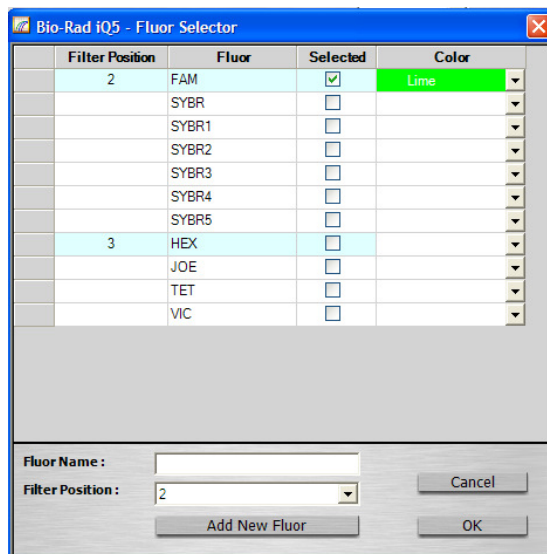 Bio-Rad iQ5 - Fluor Selector
Filter Position Fluor Selected Color
2 FAM Lime
SYBR
SYBR1
SYBR2
SYBR3
SYBR4
SYBR5
3 HEX
JOE
TET
VIC
Fluor Name :
Filter Position : 2
Cancel
Add New Fluor OK